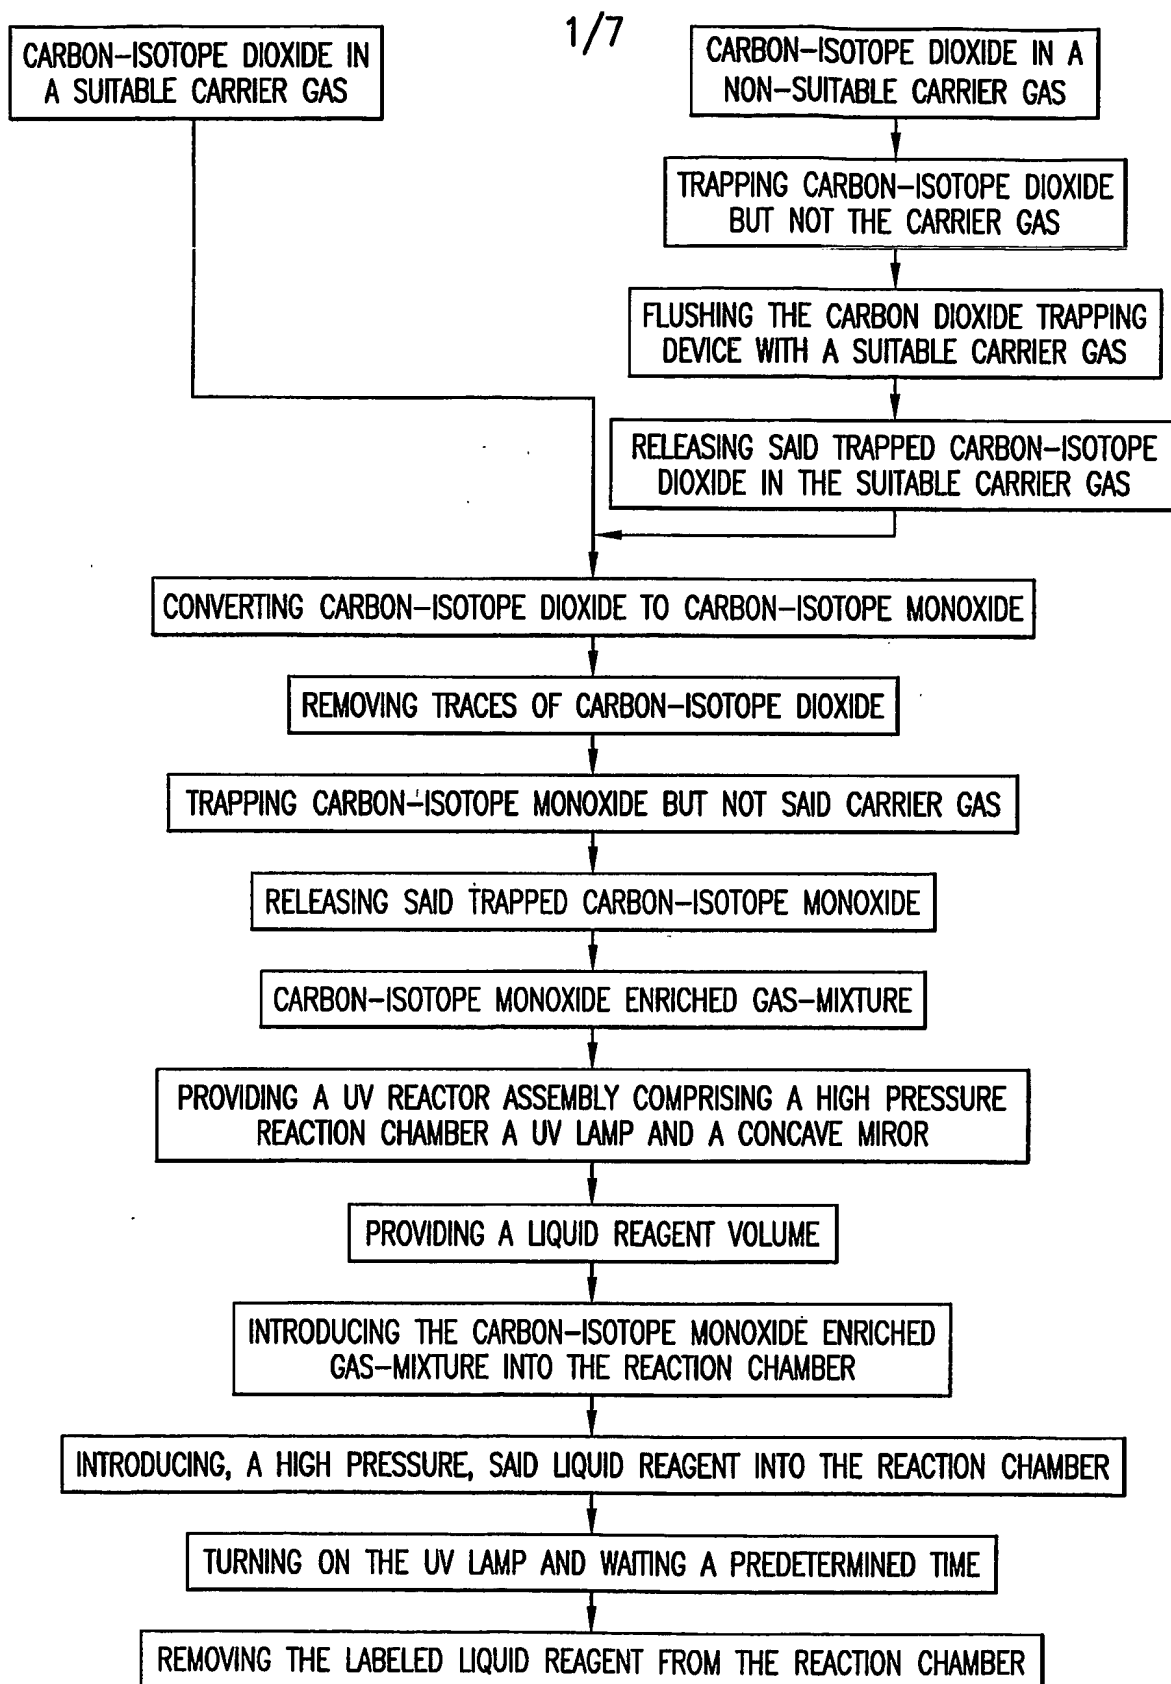 1/7
CARBON-ISOTOPE DIOXIDE IN
A SUITABLE CARRIER GAS
CARBON-ISOTOPE DIOXIDE IN A
NON-SUITABLE CARRIER GAS
TRAPPING CARBON-ISOTOPE DIOXIDE
BUT NOT THE CARRIER GAS
FLUSHING THE CARBON DIOXIDE TRAPPING
DEVICE WITH A SUITABLE CARRIER GAS
RELEASING SAID TRAPPED CARBON-ISOTOPE
DIOXIDE IN THE SUITABLE CARRIER GAS
CONVERTING CARBON-ISOTOPE DIOXIDE TO CARBON-ISOTOPE MONOXIDE
REMOVING TRACES OF CARBON-ISOTOPE DIOXIDE
TRAPPING CARBON-ISOTOPE MONOXIDE BUT NOT SAID CARRIER GAS
RELEASING SAID TRAPPED CARBON-ISOTOPE MONOXIDE
CARBON-ISOTOPE MONOXIDE ENRICHED GAS-MIXTURE
PROVIDING A UV REACTOR ASSEMBLY COMPRISING A HIGH PRESSURE
REACTION CHAMBER A UV LAMP AND A CONCAVE MIROR
PROVIDING A LIQUID REAGENT VOLUME
INTRODUCING THE CARBON-ISOTOPE MONOXIDE ENRICHED
GAS-MIXTURE INTO THE REACTION CHAMBER
INTRODUCING, A HIGH PRESSURE, SAID LIQUID REAGENT INTO THE REACTION CHAMBER
TURNING ON THE UV LAMP AND WAITING A PREDETERMINED TIME
REMOVING THE LABELED LIQUID REAGENT FROM THE REACTION CHAMBER